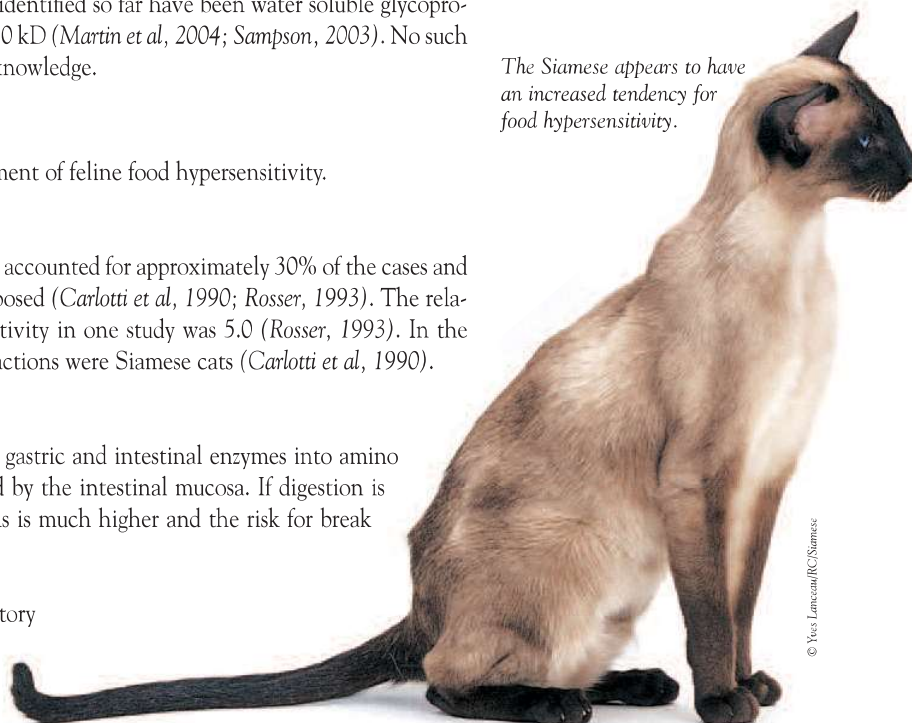 identified so far have been water soluble glycopro-
0 kD (Martin et al, 2004; Sampson, 2003). No such
knowledge.
The Siamese appears to have
an increased tendency for
food hypersensitivity.
ment of feline food hypersensitivity.
accounted for approximately 30% of the cases and
posed (Carlotti et al, 1990; Rosser, 1993). The rela-
tivity in one study was 5.0 (Rosser, 1993). In the
actions were Siamese cats (Carlotti et al, 1990).
gastric and intestinal enzymes into amino
d by the intestinal mucosa. If digestion is
is much higher and the risk for break
tory
© Yves Lanceau/RC/Siamese